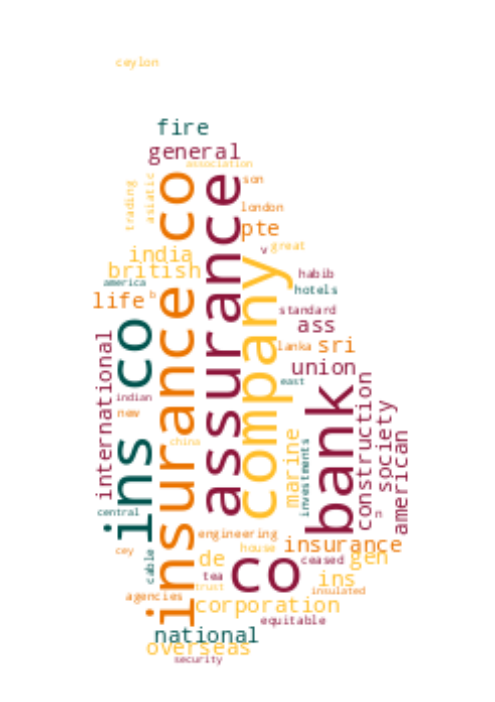 ceylon
fire
general
association
trading
asiatic
insurance co
assurance
son
london
pte
v
great
india
british
company
america
life
b
habib
hotels
standard
ass
ins co
lanka
sri
union
east
international
indian
new
china
bank
construction
society
american
marine
investments
n
central
engineering
house
insurance
cey
cable
de
tea
trust
co
ceased
gen
ins
insulated
agencies
corporation
equitable
national
overseas
security